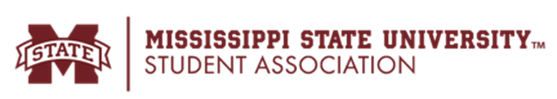 STATE
MISSISSIPPI STATE UNIVERSITY™
STUDENT ASSOCIATION